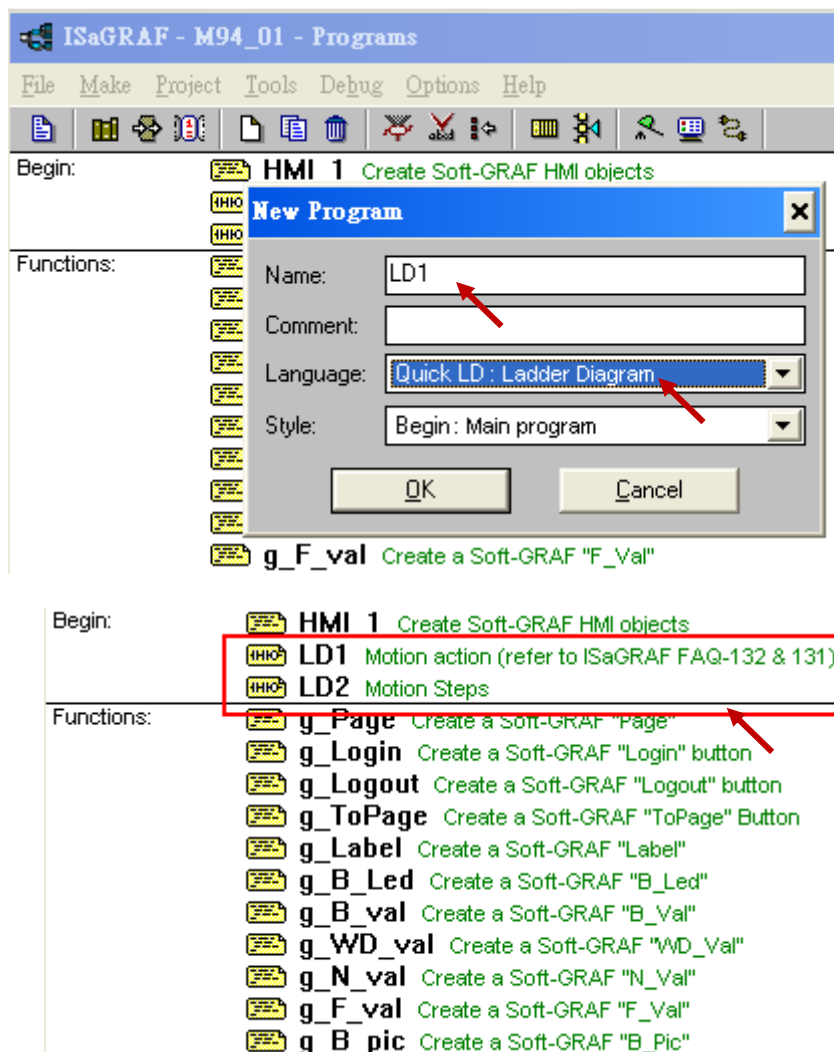 ISaGRAF - M94_01 - Programs
File Make Project Tools Debug Options Help
Begin: HMI_1 Create Soft-GRAF HMI objects
New Program
Functions:
Name: LD1
Comment:
Language: Quick LD : Ladder Diagram
Style: Begin : Main program
OK Cancel
g_F_val Create a Soft-GRAF "F_Val"
Begin: HMI_1 Create Soft-GRAF HMI objects
LD1 Motion action (refer to ISaGRAF FAQ-132 & 131)
LD2 Motion Steps
Functions: g_Page Create a Soft-GRAF "Page"
g_Login Create a Soft-GRAF "Login" button
g_Logout Create a Soft-GRAF "Logout" button
g_ToPage Create a Soft-GRAF "ToPage" Button
g_Label Create a Soft-GRAF "Label"
g_B_Led Create a Soft-GRAF "B_Led"
g_B_val Create a Soft-GRAF "B_Val"
g_WD_val Create a Soft-GRAF "WD_Val"
g_N_val Create a Soft-GRAF "N_Val"
g_F_val Create a Soft-GRAF "F_Val"
g_B_pic Create a Soft-GRAF "B_Pic"